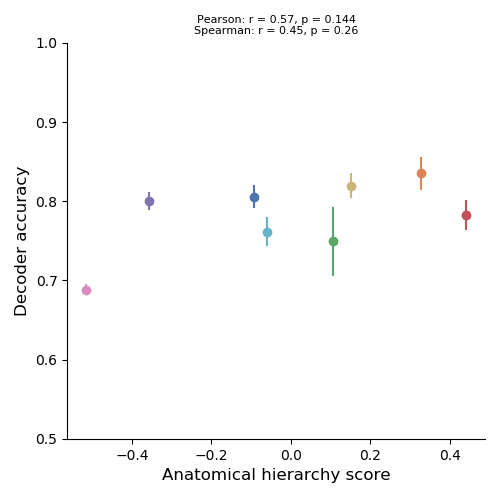 Pearson: r = 0.57, p = 0.144
Spearman: r = 0.45, p = 0.26
1.0
0.9
0.8
0.7
0.6
0.5
Decoder accuracy
−0.4
−0.2
0.0
0.2
0.4
Anatomical hierarchy score